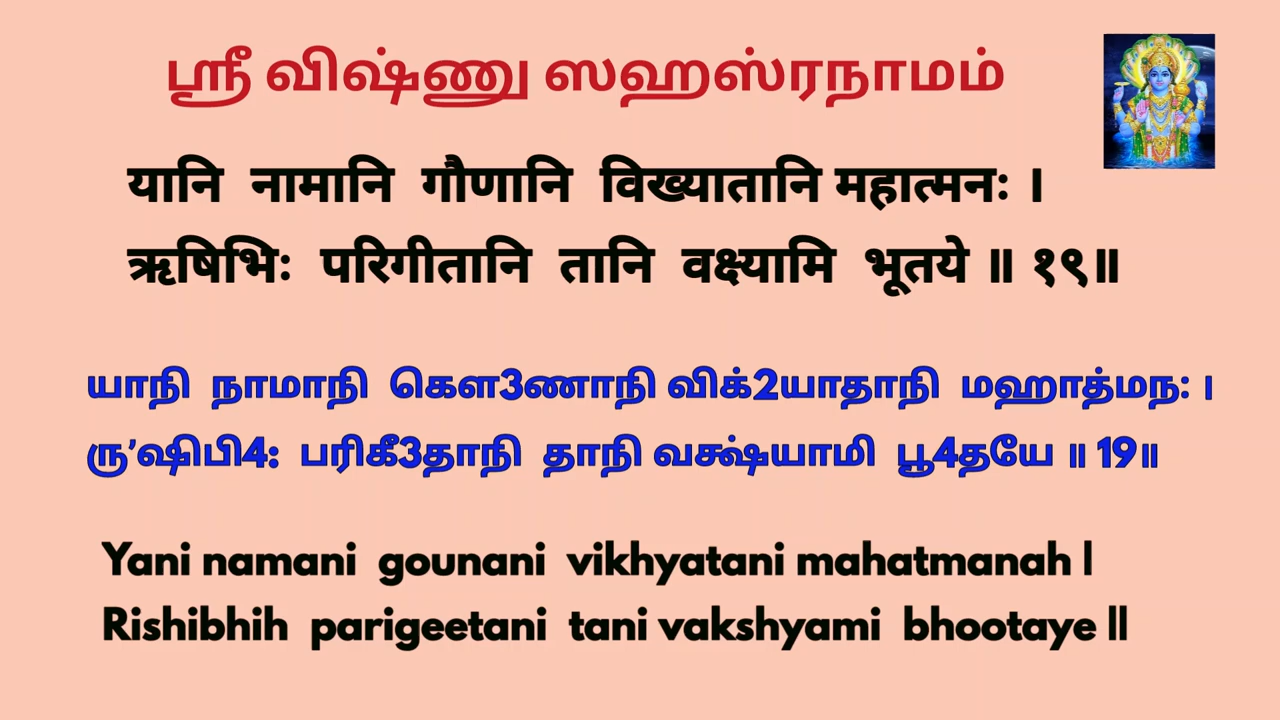 ஸ்ரீ விஷ்ணு ஸஹஸ்ரநாமம்
यानि नामानि गौणानि विख्यातानि महात्मनः ।
ऋषिभिः परिगीतानि तानि वक्ष्यामि भूतये ॥ १९॥
யாநி நாமாநி கௌ3ணாநி விக்2யாதாநி மஹாத்மந: ।
ரு’ஷிபி4: பரிகீ3தாநி தாநி வக்ஷ்யாமி பூ4தயே ॥ 19॥
Yani namani gounani vikhyatani mahatmanah |
Rishibhih parigeetani tani vakshyami bhootaye ||